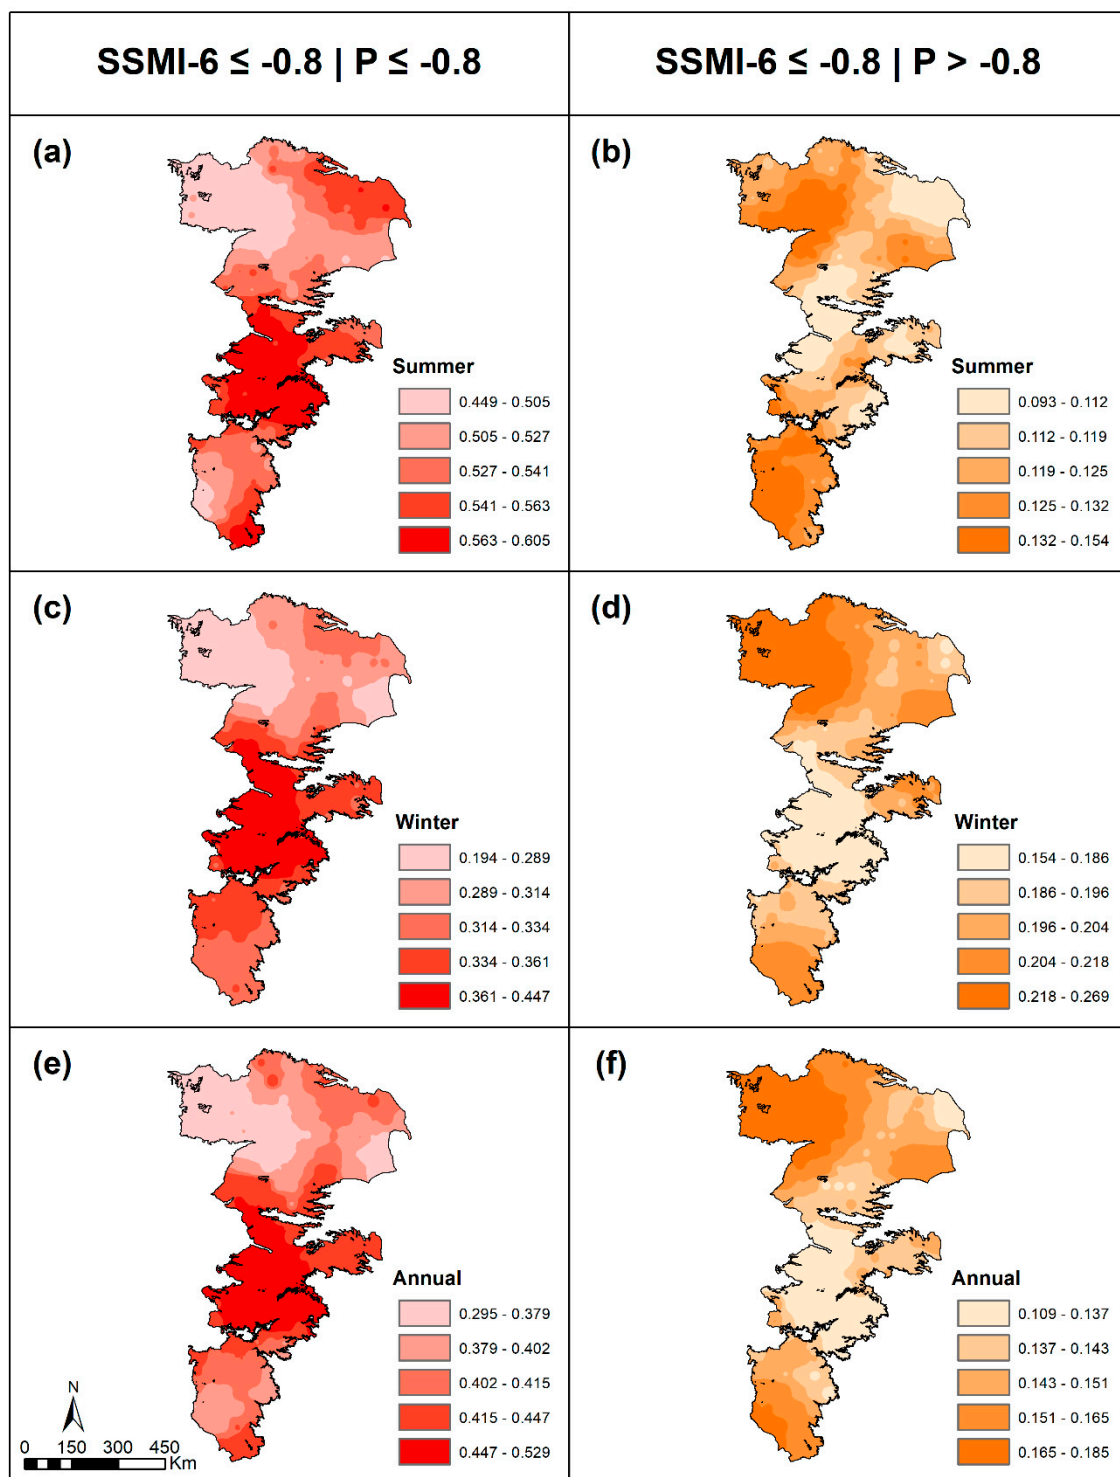 SSMI-6 ≤ -0.8 | P ≤ -0.8
SSMI-6 ≤ -0.8 | P > -0.8
(a)
Summer
0.449 - 0.505
0.505 - 0.527
0.527 - 0.541
0.541 - 0.563
0.563 - 0.605
(b)
Summer
0.093 - 0.112
0.112 - 0.119
0.119 - 0.125
0.125 - 0.132
0.132 - 0.154
(c)
Winter
0.194 - 0.289
0.289 - 0.314
0.314 - 0.334
0.334 - 0.361
0.361 - 0.447
(d)
Winter
0.154 - 0.186
0.186 - 0.196
0.196 - 0.204
0.204 - 0.218
0.218 - 0.269
(e)
Annual
0.295 - 0.379
0.379 - 0.402
0.402 - 0.415
0.415 - 0.447
0.447 - 0.529
N
0 150 300 450
Km
(f)
Annual
0.109 - 0.137
0.137 - 0.143
0.143 - 0.151
0.151 - 0.165
0.165 - 0.185